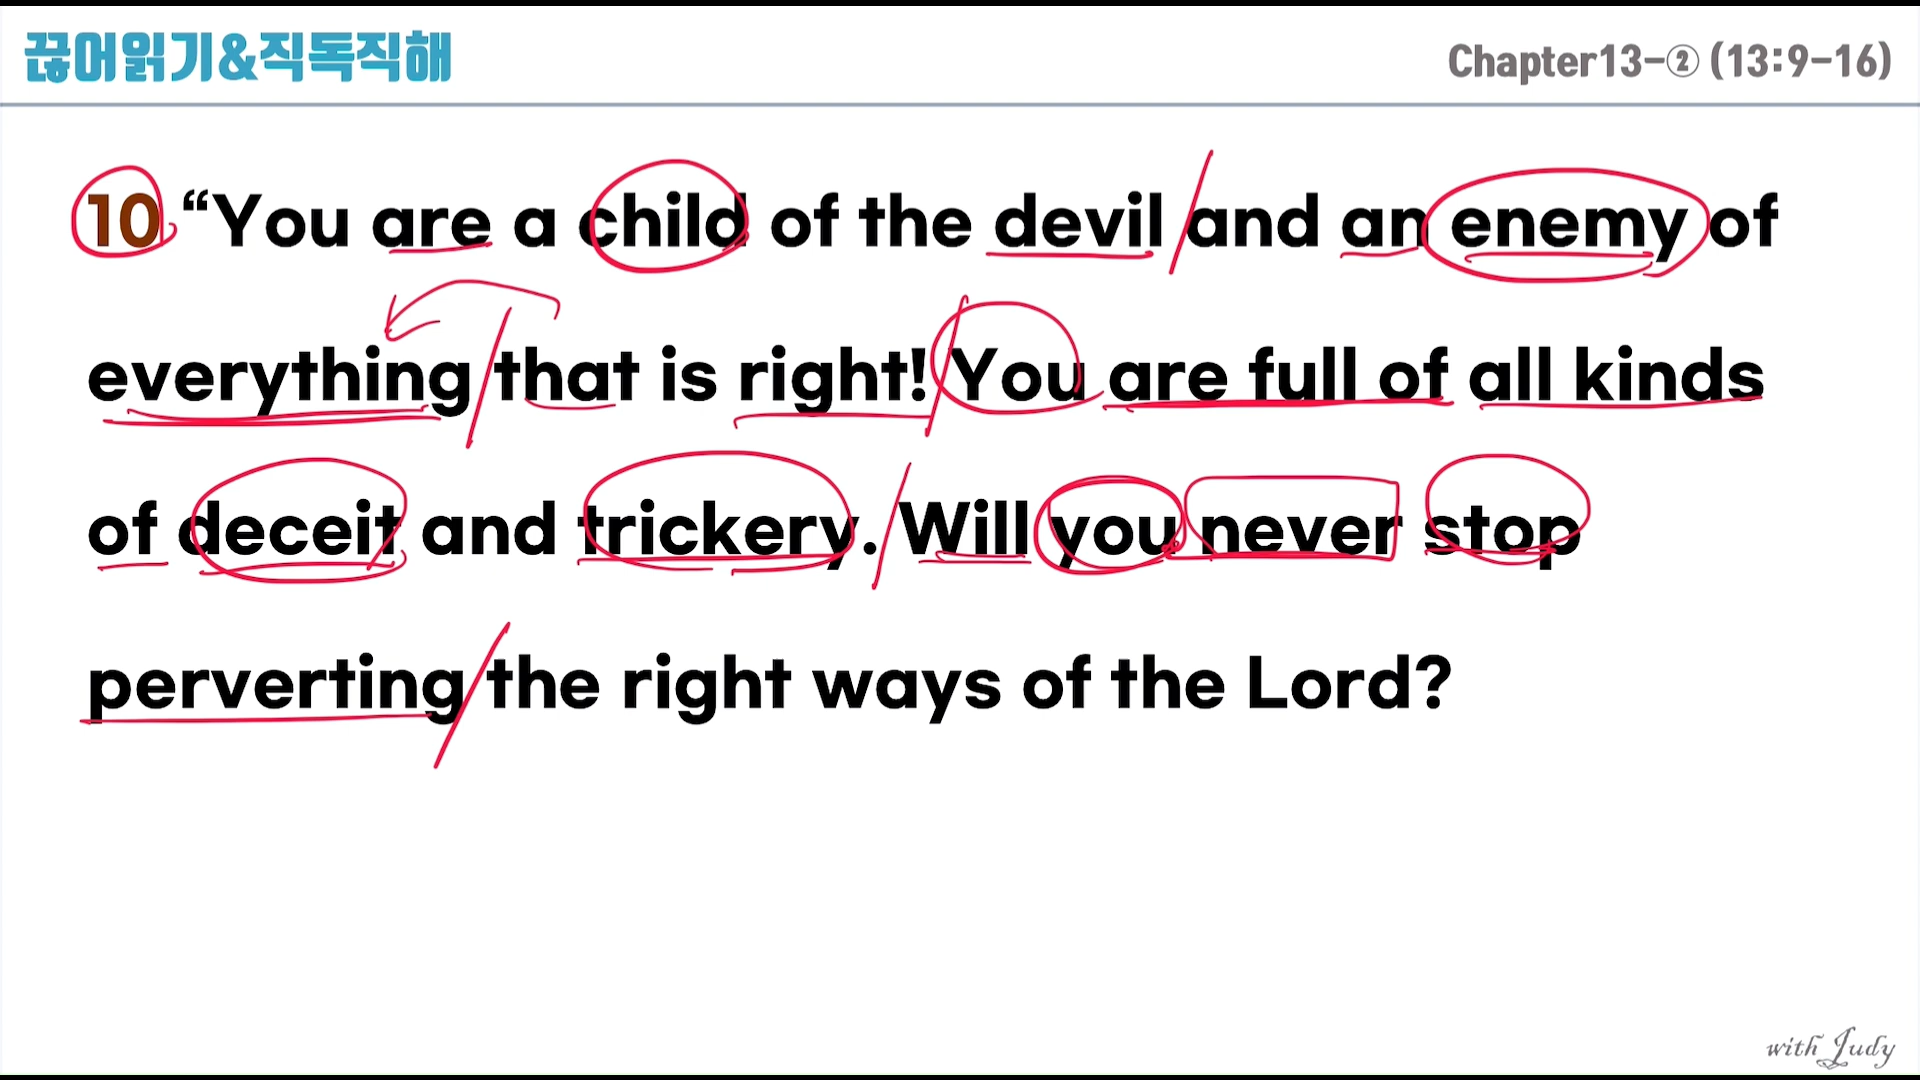 끊어읽기&직독직해
Chapter13-② (13:9-16)
10 “You are a child of the devil and an enemy of
everything that is right! You are full of all kinds
of deceit and trickery. Will you never stop
perverting the right ways of the Lord?
with Judy